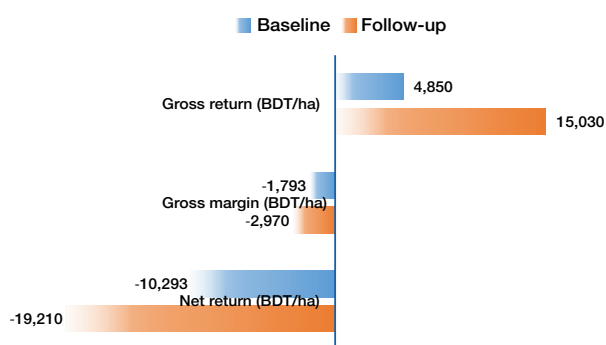 Baseline Follow-up
4,850
Gross return (BDT/ha)
15,030
-1,793
Gross margin (BDT/ha)
-2,970
-10,293
Net return (BDT/ha)
-19,210